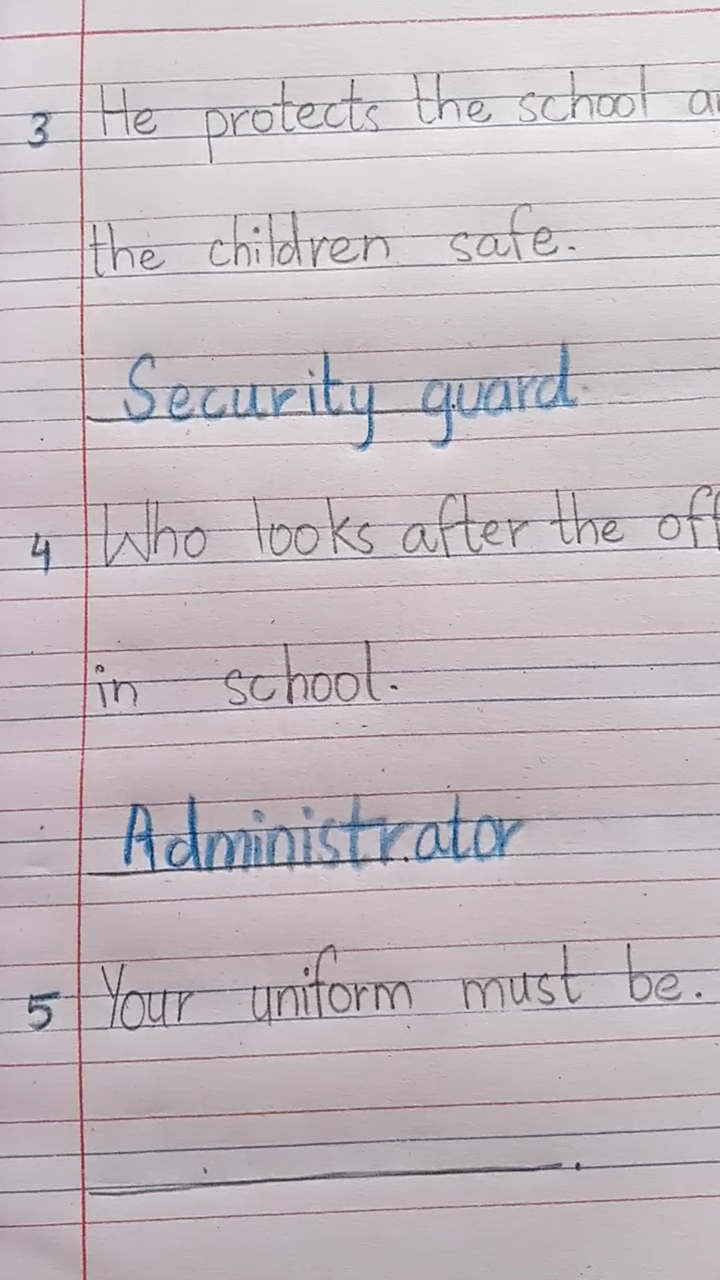 3 He protects the school
the children safe.
Security guard
4 Who looks after the
in school.
Administrator
5 Your uniform must be.